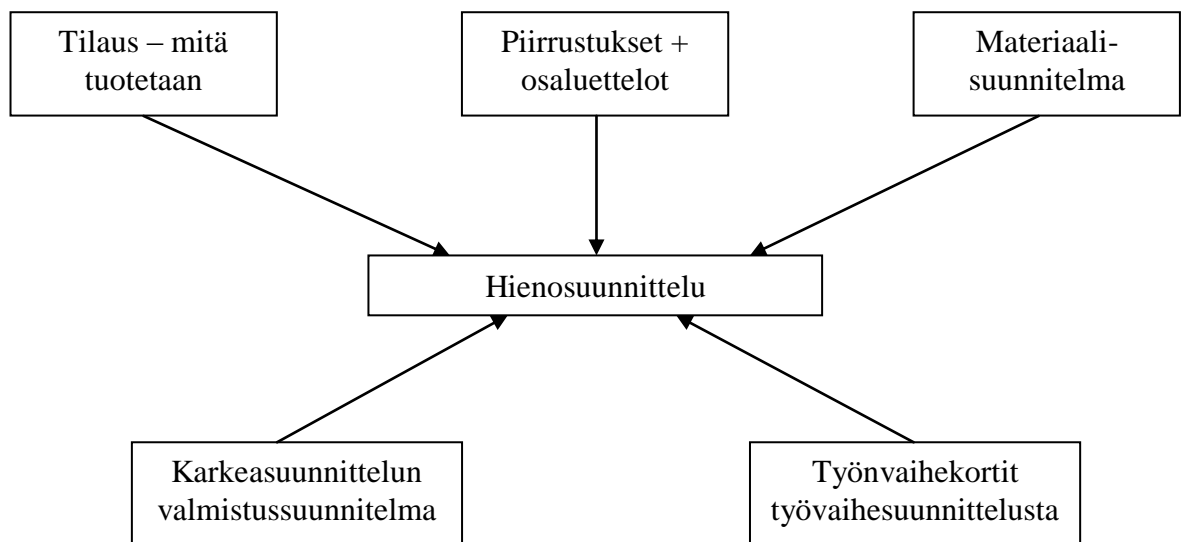 Tilaus – mitä
tuotetaan
Piirrustukset +
osaluettelot
Materiaali-
suunnitelma
Hienosuunnittelu
Karkeasuunnittelun
valmistussuunnitelma
Työnvaihekortit
työvaihesuunnittelusta